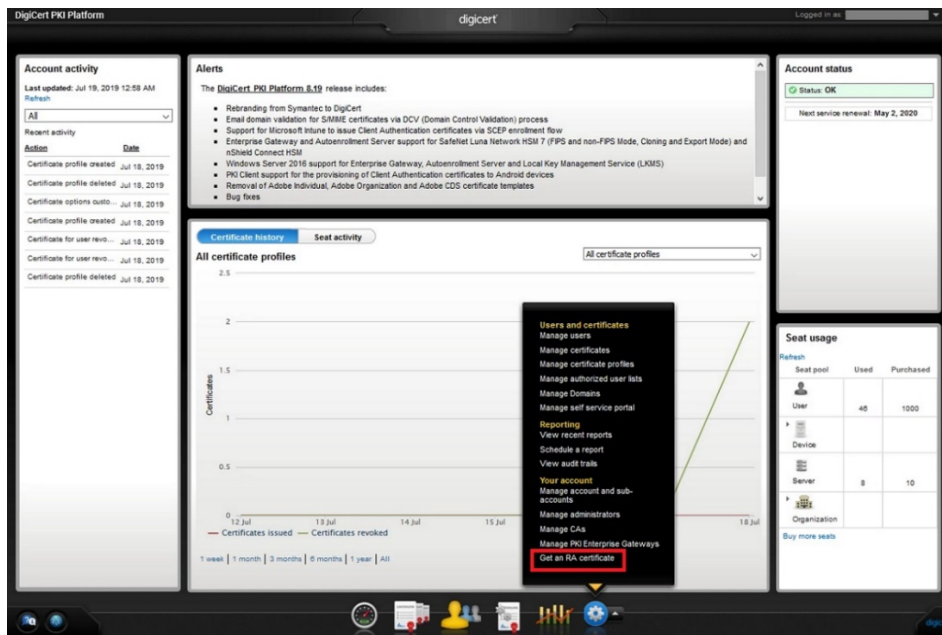 DigiCert PKI Platform
digicert
Logged in as:
Account activity
Last updated: Jul 19, 2019 12:58 AM
Refresh
All
Recent activity
Action Date
Certificate profile created Jul 18, 2019
Certificate profile deleted Jul 18, 2019
Certificate options custo... Jul 18, 2019
Certificate profile created Jul 18, 2019
Certificate for user revo... Jul 18, 2019
Certificate for user revo... Jul 18, 2019
Certificate profile deleted Jul 18, 2019
Alerts
The DigiCert PKI Platform 8.19 release includes:
Rebranding from Symantec to DigiCert
Email domain validation for S/MIME certificates via DCV (Domain Control Validation) process
Support for Microsoft Intune to issue Client Authentication certificates via SCEP enrollment flow
Enterprise Gateway and Autoenrollment Server support for SafeNet Luna Network HSM 7 (FIPS and non-FIPS Mode, Cloning and Export Mode) and
nShield Connect HSM
Windows Server 2016 support for Enterprise Gateway, Autoenrollment Server and Local Key Management Service (LKMS)
PKI Client support for the provisioning of Client Authentication certificates to Android devices
Removal of Adobe Individual, Adobe Organization and Adobe CDS certificate templates
Bug fixes
Certificate history Seat activity
All certificate profiles All certificate profiles
2.5
2
1.5
1
0.5
0
Certificates
12 Jul 13 Jul 14 Jul 15 Jul 18 Jul
Certificates issued Certificates revoked
1 week | 1 month | 3 months | 6 months | 1 year | All
Users and certificates
Manage users
Manage certificates
Manage certificate profiles
Manage authorized user lists
Manage Domains
Manage self service portal
Reporting
View recent reports
Schedule a report
View audit trails
Your account
Manage account and sub-
accounts
Manage administrators
Manage CAs
Manage PKI Enterprise Gateways
Get an RA certificate
Account status
Status: OK
Next service renewal: May 2, 2020
Seat usage
Refresh
Seat pool Used Purchased
User 46 1000
Device
Server 8 10
Organization
Buy more seats
digi